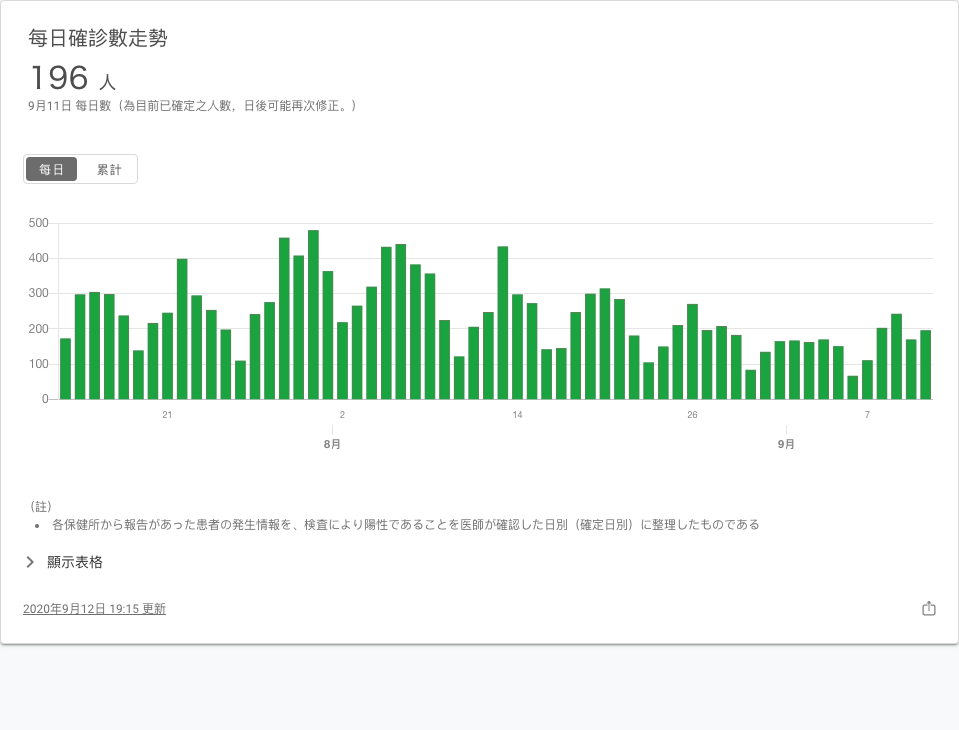 每日確診數走勢
196 人
9月11日 每日數（為目前已確定之人數，日後可能再次修正。）
每日 累計
500
400
300
200
100
0
21 2 14 26 7
8月 9月
（註）
• 各保健所から報告があった患者の発生情報を、検査により陽性であることを医師が確認した日別（確定日別）に整理したものである
顯示表格
2020年9月12日 19:15 更新